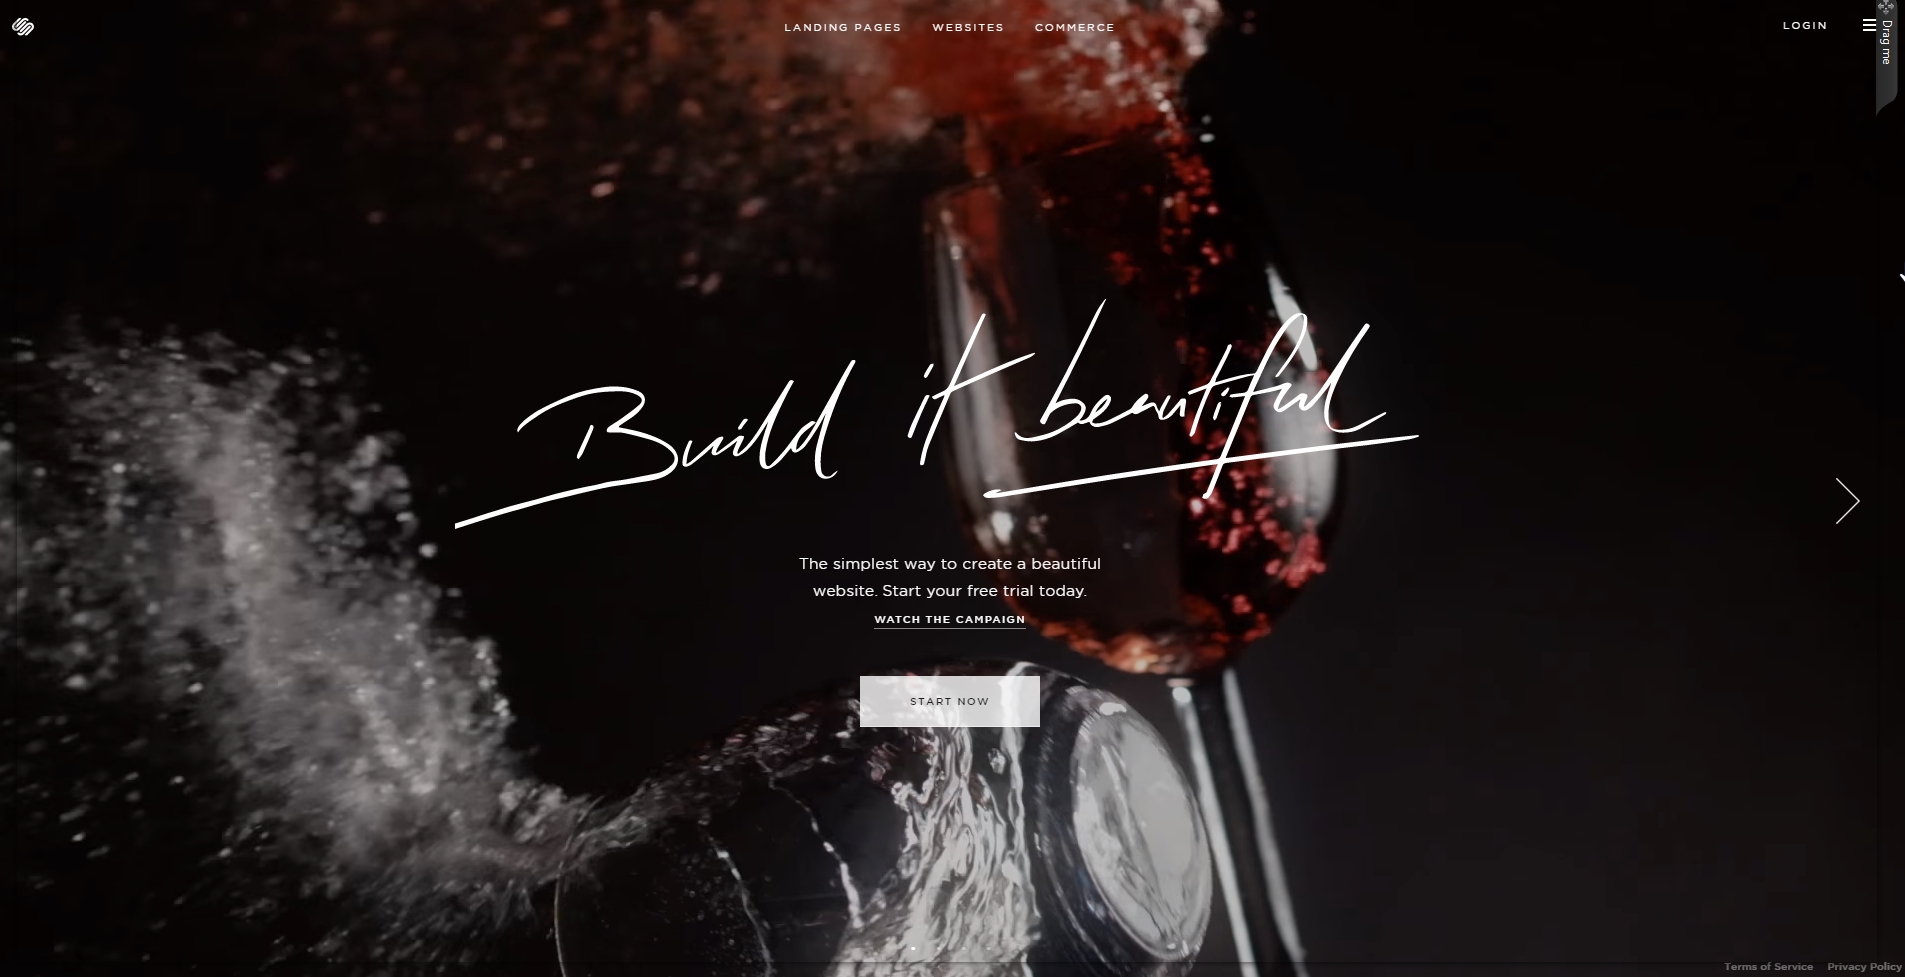 LANDING PAGES
WEBSITES
COMMERCE
LOGIN
Drag me
Build it beautiful
The simplest way to create a beautiful
website. Start your free trial today.
WATCH THE CAMPAIGN
START NOW
Terms of Service
Privacy Policy